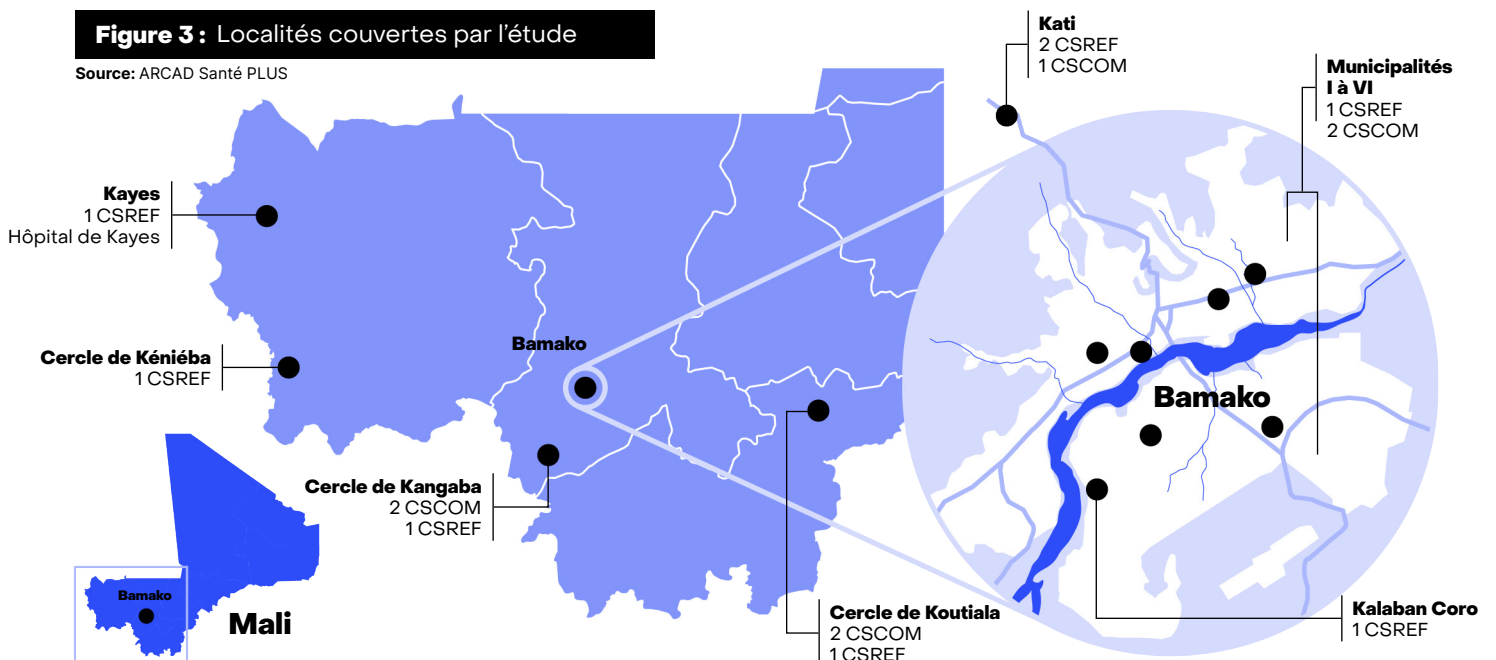 Figure 3 : Localités couvertes par l'étude
Source: ARCAD Santé PLUS
Kati
2 CSREF
1 CSCOM
Municipalités
I à VI
1 CSREF
2 CSCOM
Kayes
1 CSREF
Hôpital de Kayes
Cercle de Kéniéba
1 CSREF
Bamako
Bamako
Cercle de Kangaba
2 CSCOM
1 CSREF
Bamako
Mali
Cercle de Koutiala
2 CSCOM
1 CSREF
Kalaban Coro
1 CSREF